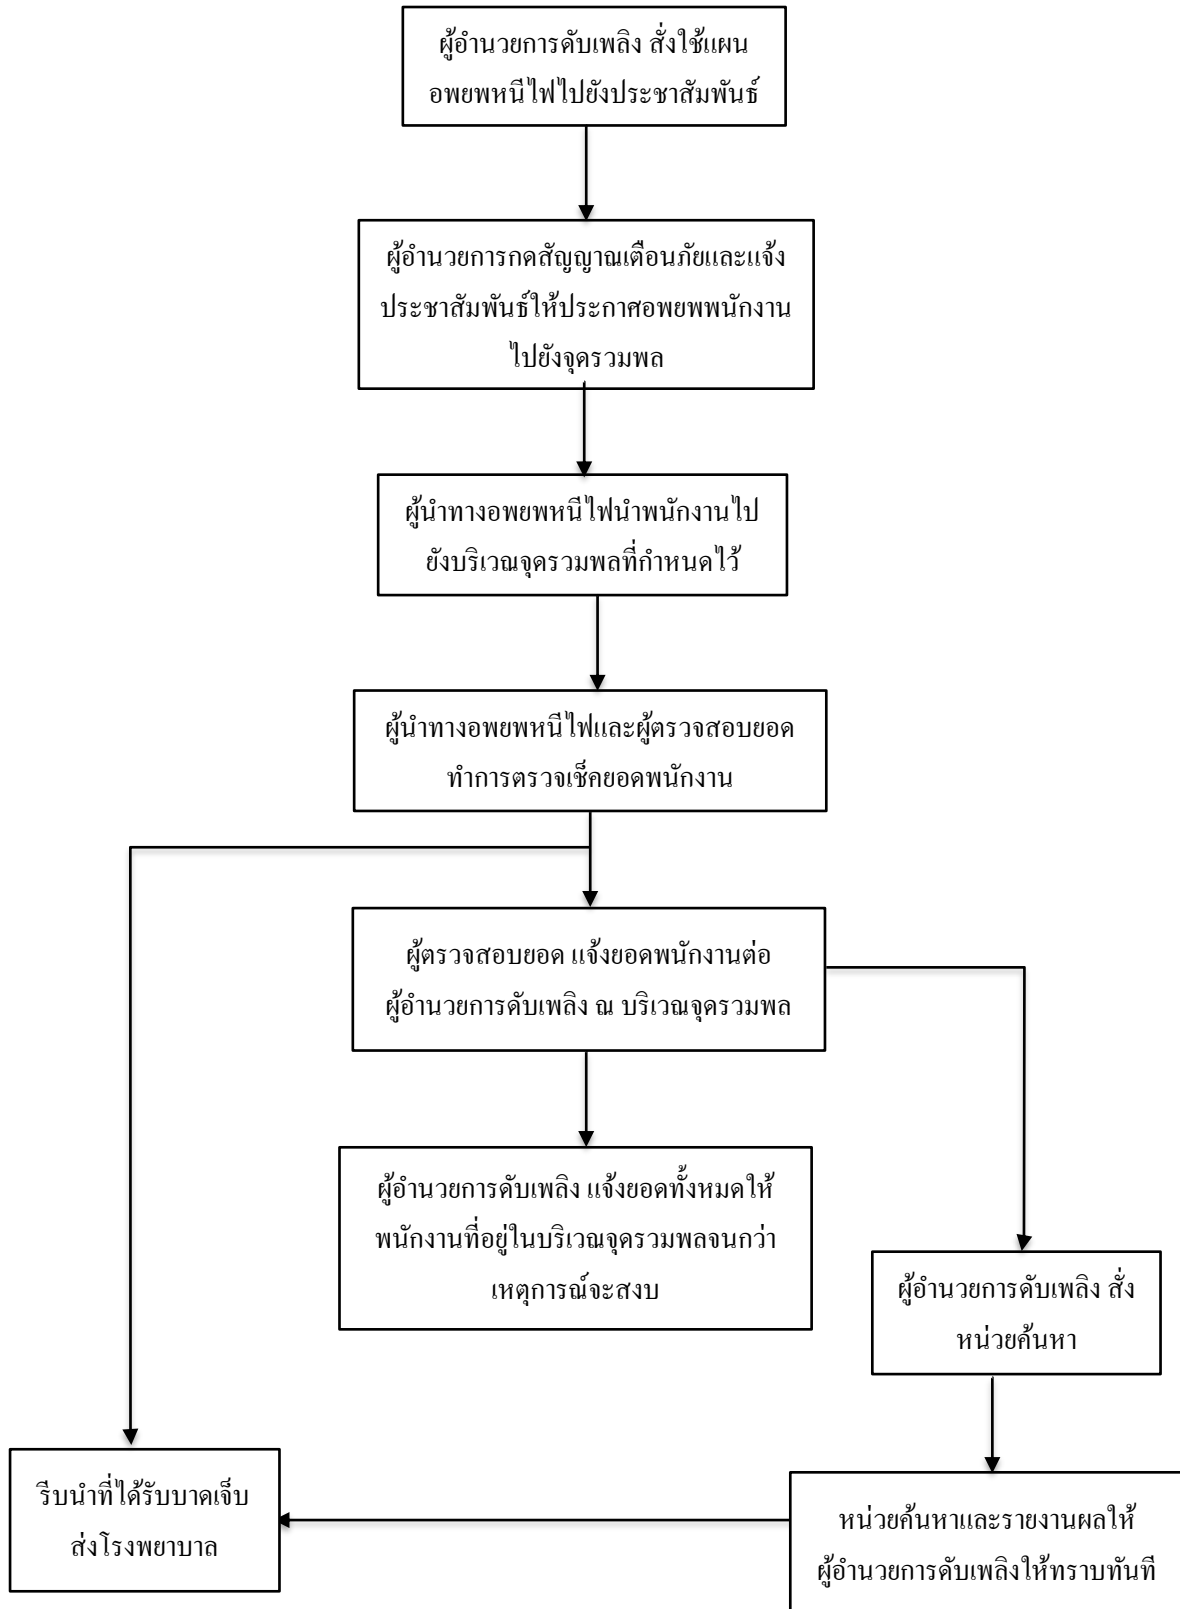 ผู้อำนวยการดับเพลิง สั่งใช้แผน
อพยพหนีไฟไปยังประชาสัมพันธ์
ผู้อำนวยการกดสัญญาณเตือนภัยและแจ้ง
ประชาสัมพันธ์ให้ประกาศอพยพพนักงาน
ไปยังจุดรวมพล
ผู้นำทางอพยพหนีไฟนำพนักงานไป
ยังบริเวณจุดรวมพลที่กำหนดไว้
ผู้นำทางอพยพหนีไฟและผู้ตรวจสอบยอด
ทำการตรวจเช็คยอดพนักงาน
ผู้ตรวจสอบยอด แจ้งยอดพนักงานต่อ
ผู้อำนวยการดับเพลิง ณ บริเวณจุดรวมพล
ผู้อำนวยการดับเพลิง แจ้งยอดทั้งหมดให้
พนักงานที่อยู่ในบริเวณจุดรวมพลจนกว่า
เหตุการณ์จะสงบ
ผู้อำนวยการดับเพลิง สั่ง
หน่วยค้นหา
รีบนำที่ได้รับบาดเจ็บ
ส่งโรงพยาบาล
หน่วยค้นหาและรายงานผลให้
ผู้อำนวยการดับเพลิงให้ทราบทันที